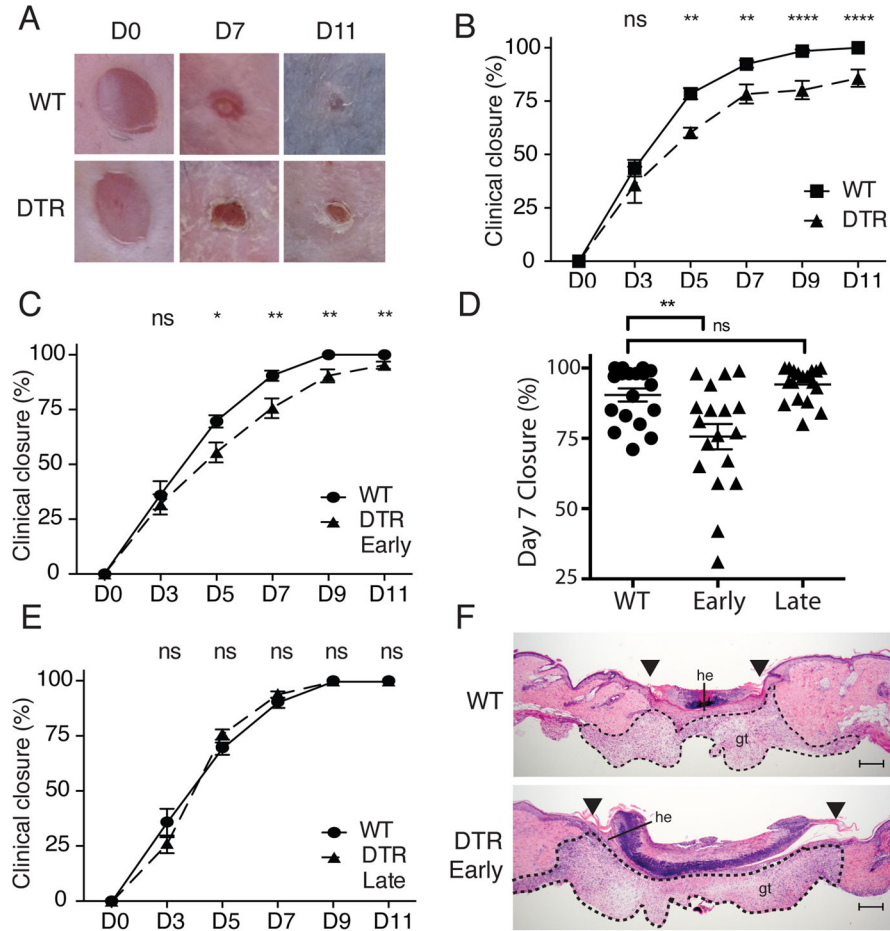 A
D0 D7 D11
WT
DTR
B
ns ** ** **** ****
Clinical closure (%)
100
75
50
25
0
WT
DTR
D0 D3 D5 D7 D9 D11
C
ns * ** ** **
Clinical closure (%)
100
75
50
25
0
WT
DTR
Early
D0 D3 D5 D7 D9 D11
D
**
ns
Day 7 Closure (%)
100
75
50
25
WT Early Late
E
ns ns ns ns ns
Clinical closure (%)
100
75
50
25
0
WT
DTR
Late
D0 D3 D5 D7 D9 D11
F
WT
he
gt
DTR
Early
he
gt